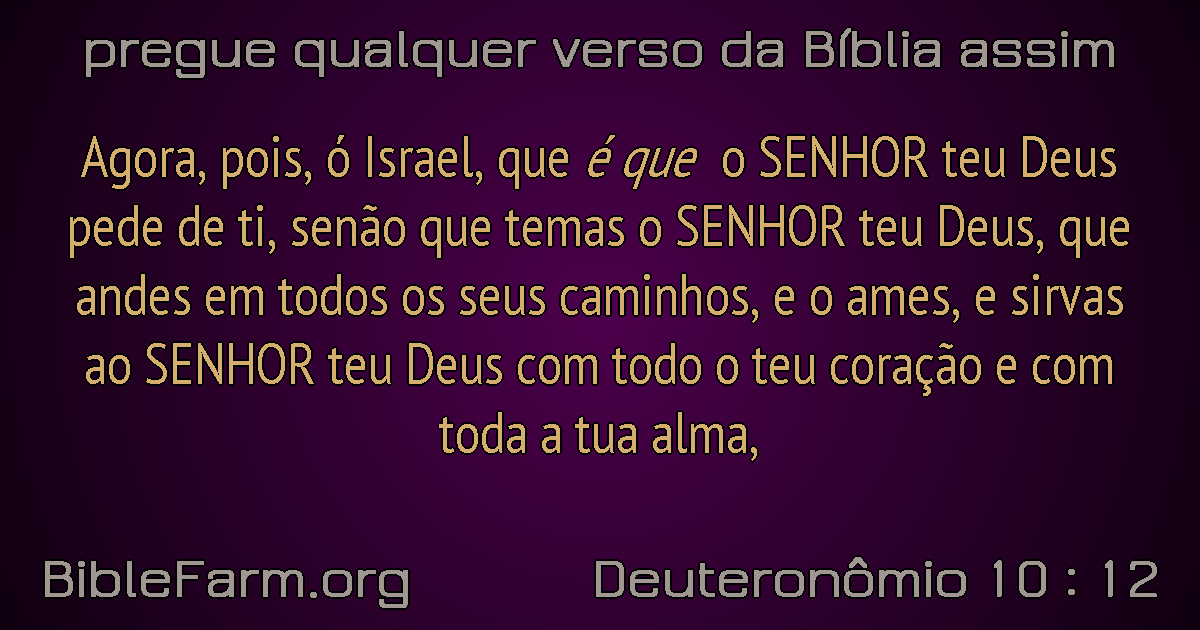 pregue qualquer verso da Bíblia assim
Agora, pois, ó Israel, que é que o SENHOR teu Deus
pede de ti, senão que temas o SENHOR teu Deus, que
andes em todos os seus caminhos, e o ames, e sirvas
ao SENHOR teu Deus com todo o teu coração e com
toda a tua alma,
BibleFarm.org Deuteronômio 10 : 12